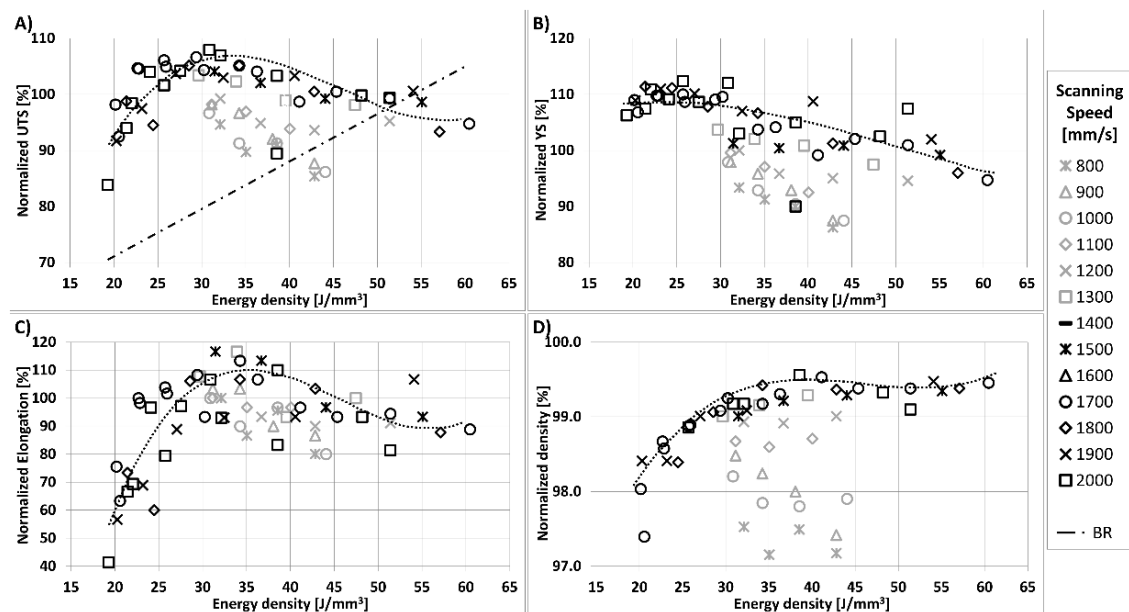 A)
B)
Normalized UTS [%]
110
100
90
80
70
15 20 25 30 35 40 45 50 55 60 65
Energy density [J/mm³]
Normalized YS [%]
120
110
100
90
80
15 20 25 30 35 40 45 50 55 60 65
Energy density [J/mm³]
C)
D)
Normalized Elongation [%]
120
110
100
90
80
70
60
50
40
15 20 25 30 35 40 45 50 55 60 65
Energy density [J/mm³]
Normalized density [%]
100.0
99.0
98.0
97.0
15 20 25 30 35 40 45 50 55 60 65
Energy density [J/mm³]
Scanning
Speed
[mm/s]
800
900
1000
1100
1200
1300
1400
1500
1600
1700
1800
1900
2000
BR